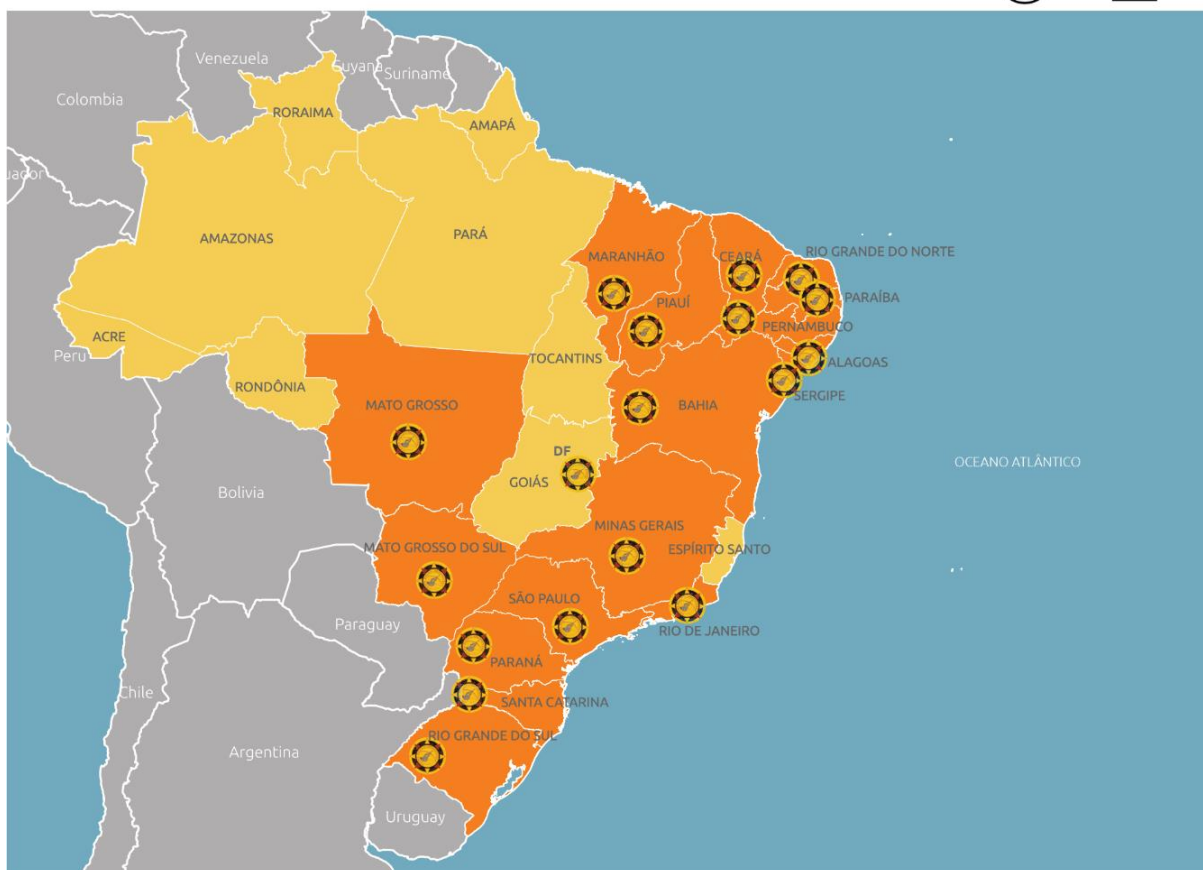 Venezuela
Guyana
Suriname
Colombia
RORAIMA
AMAPÁ
uador
AMAZONAS
PARÁ
MARANHÃO
CEARÁ
RIO GRANDE DO NORTE
PIAUÍ
PARAÍBA
PERNAMBUCO
ACRE
Peru
TOCANTINS
ALAGOAS
RONDÔNIA
SERGIPE
MATO GROSSO
BAHIA
DF
GOIÁS
OCEANO ATLÂNTICO
Bolivia
MINAS GERAIS
MATO GROSSO DO SUL
ESPÍRITO SANTO
SÃO PAULO
Paraguay
RIO DE JANEIRO
PARANÁ
Chile
SANTA CATARINA
RIO GRANDE DO SUL
Argentina
Uruguay